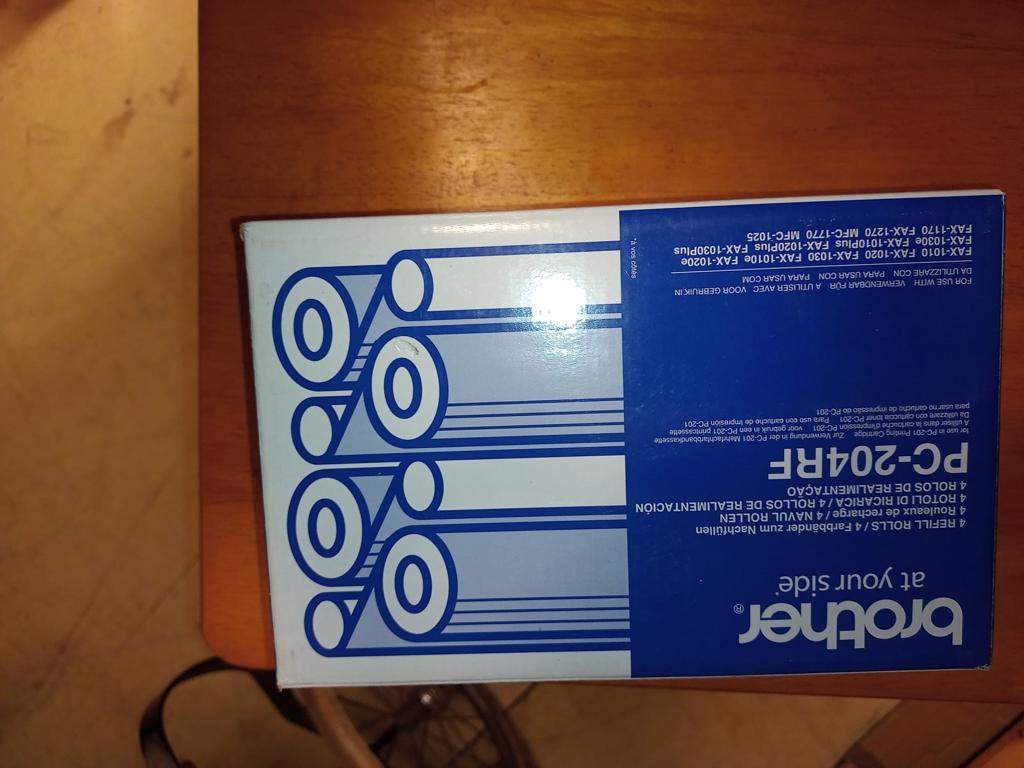 brother®
at your side*
4 REFILL ROLLS / 4 Farbbänder zum Nachfüllen
4 Rouleaux de recharge / 4 NAVUL ROLLEN
4 ROTOLI DI RICARICA / 4 ROLLOS DE REALIMENTACIÓN
4 ROLOS DE REALIMENTAÇÃO
PC-204RF
for use in PC-201 Printing Cartridge Zur Verwendung in der PC-201 Mehrfachfarbbandkassette
A utiliser dans la cartouche d'impression PC-201 voor gebruik in een PC-201 printcassette
Da utilizzare con cartuccia toner PC-201 Para uso con cartucho de Impresión PC-201
para usar no cartucho de impressão do PC-201
FOR USE WITH VERWENDBAR FÜR A UTILISER AVEC VOOR GEBRUIK IN
DA UTILIZZARE CON PARA USAR CON PARA USAR COM
FAX-1010 FAX-1020 FAX-1030 FAX-1010e FAX-1020e
FAX-1030e FAX-1010Plus FAX-1020Plus FAX-1030Plus
FAX-1170 FAX-1270 MFC-1770 MFC-1025
*à vos côtés